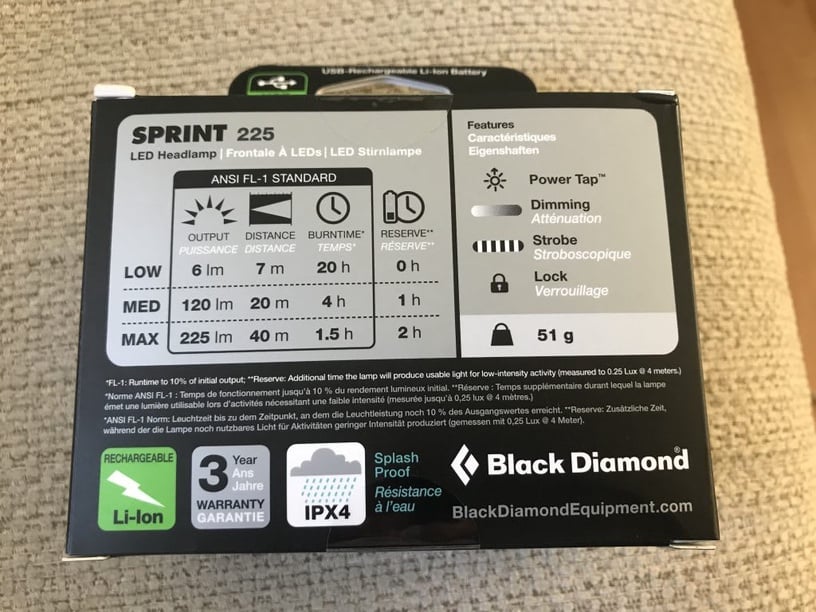 USB-Rechargeable Li-Ion Battery
SPRINT 225
LED Headlamp | Frontale À LEDs | LED Stirnlampe
ANSI FL-1 STANDARD
OUTPUT DISTANCE BURNTIME* RESERVE**
PUISSANCE DISTANCE TEMPS* RÉSERVE**
LOW 6 lm 7 m 20 h 0 h
MED 120 lm 20 m 4 h 1 h
MAX 225 lm 40 m 1.5 h 2 h
Features
Caractéristiques
Eigenshaften
Power Tap™
Dimming
Atténuation
Strobe
Stroboscopique
Lock
Verrouillage
51 g
*FL-1: Runtime to 10% of initial output; **Reserve: Additional time the lamp will produce usable light for low-intensity activity (measured to 0.25 Lux @ 4 meters.)
*Norme ANSI FL-1 : Temps de fonctionnement jusqu'à 10 % du rendement lumineux initial. **Réserve : Temps supplémentaire durant lequel la lampe
émet une lumière utilisable lors d'activités nécessitant une faible intensité (mesurée jusqu'à 0,25 lux @ 4 mètres.)
*ANSI FL-1 Norm: Leuchtzeit bis zu dem Zeitpunkt, an dem die Leuchtleistung noch 10 % des Ausgangswertes erreicht. **Reserve: Zusätzliche Zeit,
während der die Lampe noch nutzbares Licht für Aktivitäten geringer Intensität produziert (gemessen mit 0,25 Lux @ 4 Meter).
RECHARGEABLE
Li-Ion
3 Year
Ans
Jahre
WARRANTY
GARANTIE
IPX4
Splash
Proof
Résistance
à l'eau
Black Diamond®
BlackDiamondEquipment.com